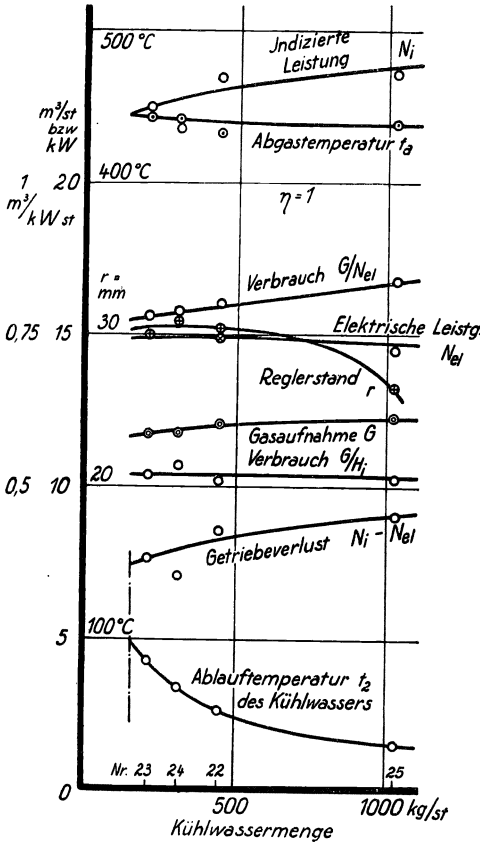 500°C
Jndizierte
Leistung
Ni
m³/st
bzw
kW
Abgastemperatur ta
1 20 400°C
m³/
kW st
η=1
r =
mm
Verbrauch G/Nel
0,75 15 30
Elektrische Leistg.
Nel
Reglerstand r
Gasaufnahme G
Verbrauch G/Hi
0,5 10 20
Getriebeverlust Ni - Nel
5 100°C
Ablauftemperatur t2
des Kühlwassers
Nr. 23 24 22 25
0 500 1000 kg/st
Kühlwassermenge